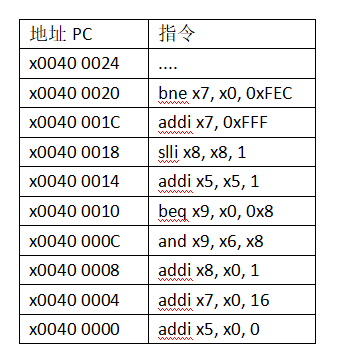 地址 PC 指令
x0040 0024 ....
x0040 0020 bne x7, x0, 0xFEC
x0040 001C addi x7, 0xFFF
x0040 0018 slli x8, x8, 1
x0040 0014 addi x5, x5, 1
x0040 0010 beq x9, x0, 0x8
x0040 000C and x9, x6, x8
x0040 0008 addi x8, x0, 1
x0040 0004 addi x7, x0, 16
x0040 0000 addi x5, x0, 0